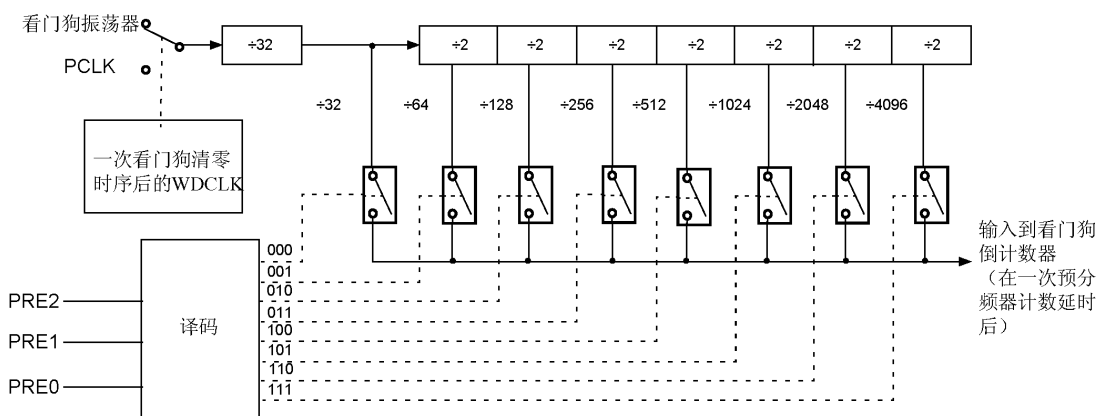 看门狗振荡器
PCLK
÷32
÷2 ÷2 ÷2 ÷2 ÷2 ÷2 ÷2
÷32 ÷64 ÷128 ÷256 ÷512 ÷1024 ÷2048 ÷4096
一次看门狗清零
时序后的WDCLK
输入到看门狗
倒计数器
（在一次预分
频器计数延时
后）
000
001
010
011
100
101
110
111
PRE2
PRE1
PRE0
译码